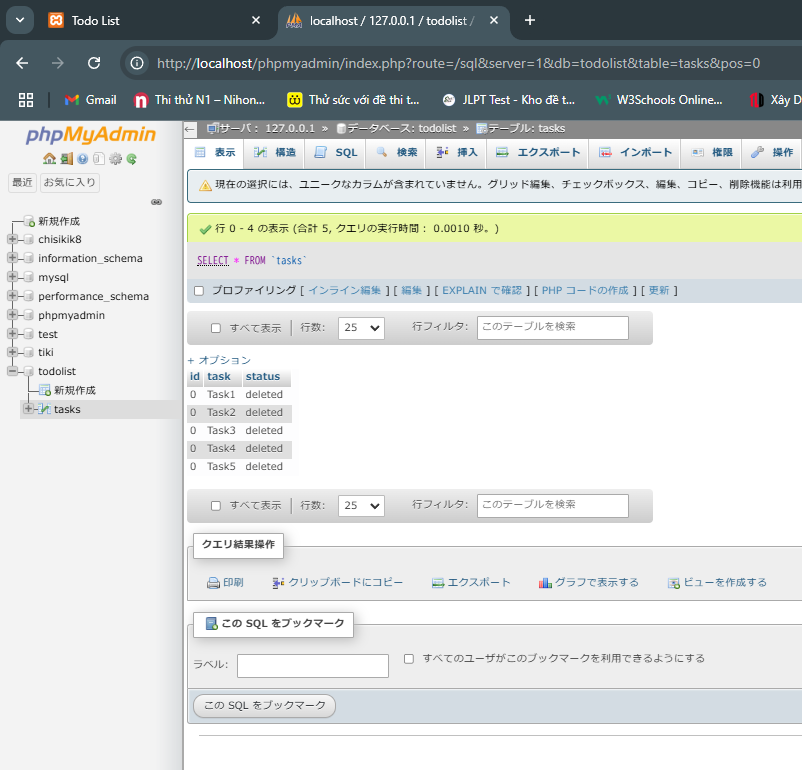 Todo List
localhost / 127.0.0.1 / todolist /
http://localhost/phpmyadmin/index.php?route=/sql&server=1&db=todolist&table=tasks&pos=0
Gmail
Thi thử N1 – Nihon...
Thử sức với đề thi t...
JLPT Test - Kho đề t...
W3Schools Online...
Xây D
phpMyAdmin
最近
お気に入り
新規作成
chisikik8
information_schema
mysql
performance_schema
phpmyadmin
test
tiki
todolist
新規作成
tasks
サーバ: 127.0.0.1 » データベース: todolist » テーブル: tasks
表示 構造 SQL 検索 挿入 エクスポート インポート 権限 操作
現在の選択には、ユニークなカラムが含まれていません。グリッド編集、チェックボックス、編集、コピー、削除機能は利用
行 0 - 4 の表示 (合計 5, クエリの実行時間: 0.0010 秒。)
SELECT * FROM `tasks`
プロファイリング [ インライン編集 ] [ 編集 ] [ EXPLAIN で確認 ] [ PHP コードの作成 ] [ 更新 ]
すべて表示 | 行数: 25 行フィルタ: このテーブルを検索
+ オプション
id task status
0 Task1 deleted
0 Task2 deleted
0 Task3 deleted
0 Task4 deleted
0 Task5 deleted
すべて表示 | 行数: 25 行フィルタ: このテーブルを検索
クエリ結果操作
印刷 クリップボードにコピー エクスポート グラフで表示する ビューを作成する
この SQL をブックマーク
ラベル: すべてのユーザがこのブックマークを利用できるようにする
この SQL をブックマーク